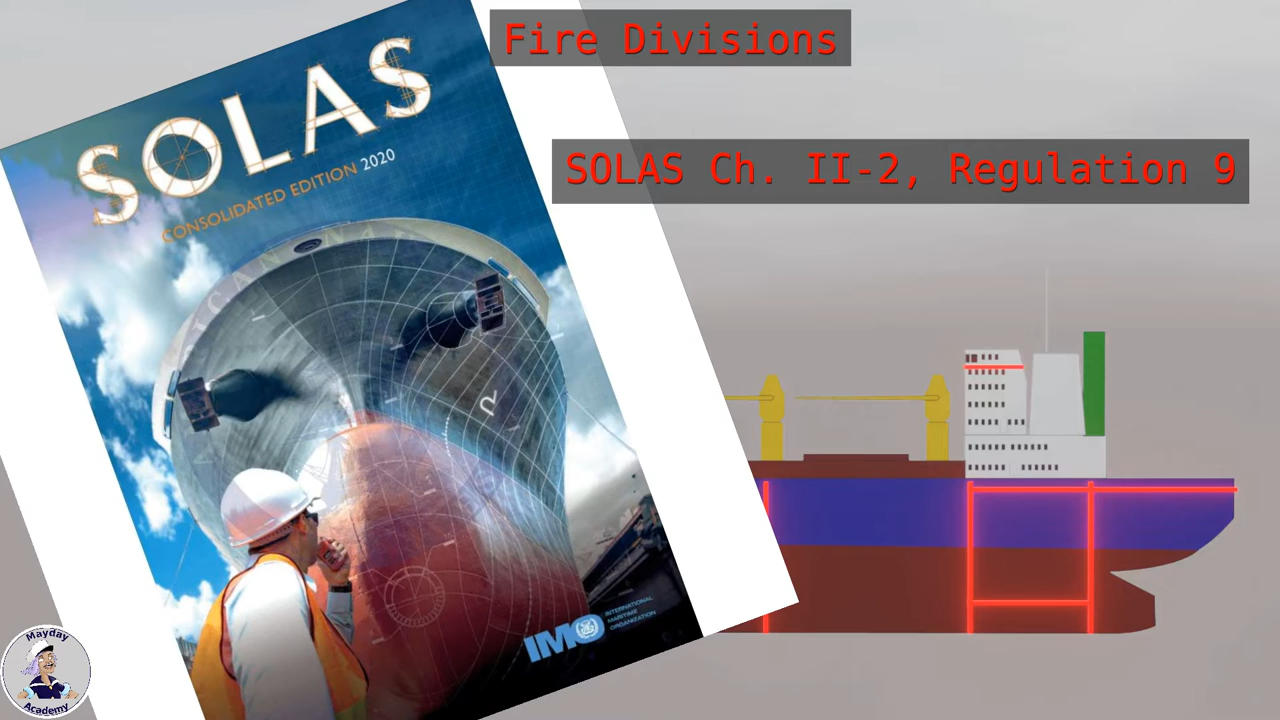 Fire Divisions
SOLAS Ch. II-2, Regulation 9
SOLAS
CONSOLIDATED EDITION 2020
IMO
INTERNATIONAL
MARITIME
ORGANIZATION
Mayday
Academy